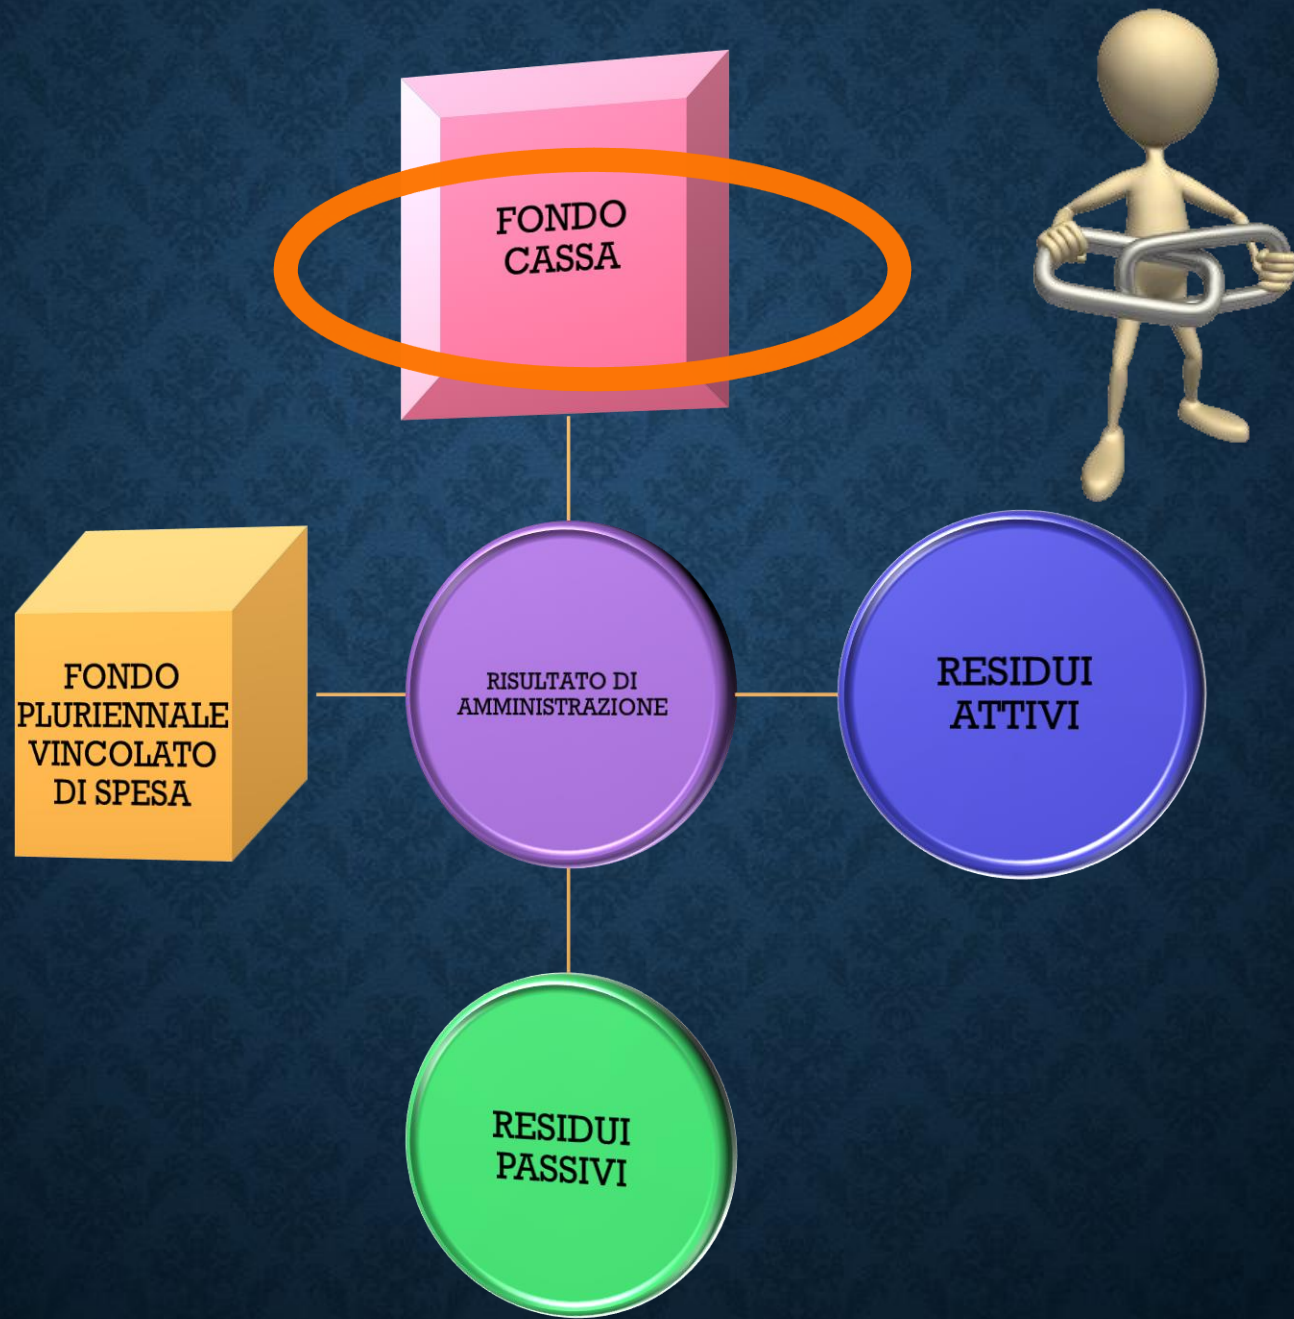 FONDO
CASSA
FONDO
PLURIENNALE
VINCOLATO
DI SPESA
RISULTATO DI
AMMINISTRAZIONE
RESIDUI
ATTIVI
RESIDUI
PASSIVI